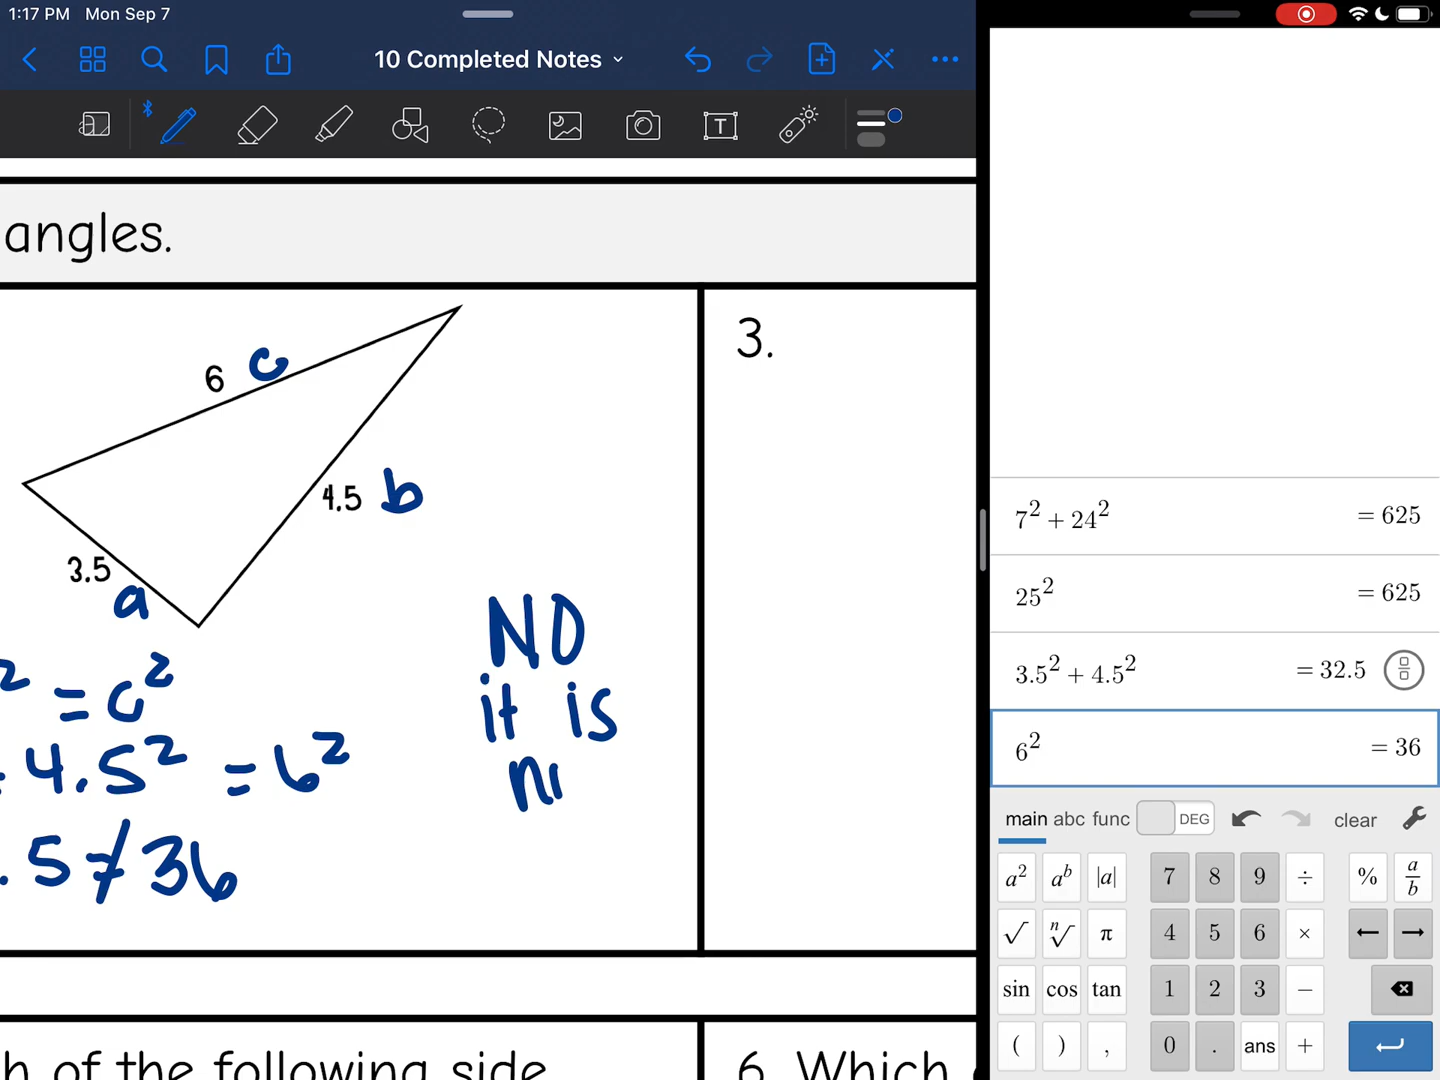 1:17 PM Mon Sep 7
10 Completed Notes
T
angles.
6 c
4.5 b
3.5
a
NO
it is
² = c²
4.5² = 6²
.5 ≠ 36
3.
h of the following side
6. Which
7² + 24² = 625
25² = 625
3.5² + 4.5² = 32.5
6² = 36
main abc func DEG clear
a² aᵇ |a| 7 8 9 ÷ % a/b
√ ⁿ√ π 4 5 6 × ← →
sin cos tan 1 2 3 −
( ) , 0 . ans +